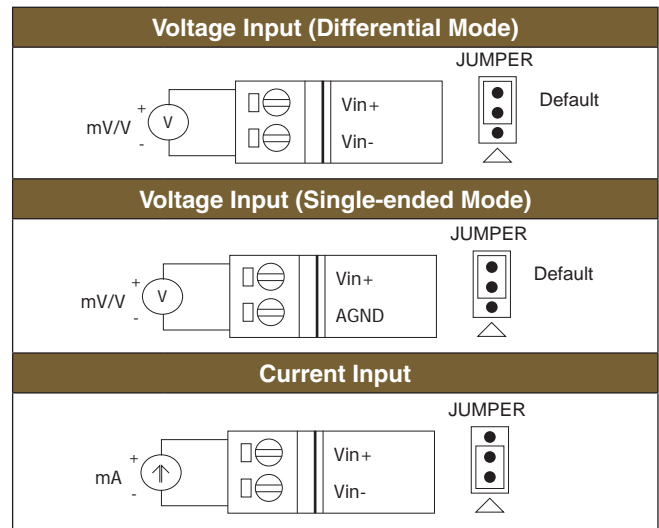 Voltage Input (Differential Mode)
JUMPER
Default
+
mV/V
V
-
Vin+
Vin-
Voltage Input (Single-ended Mode)
JUMPER
Default
+
mV/V
V
-
Vin+
AGND
Current Input
JUMPER
+
mA
-
Vin+
Vin-